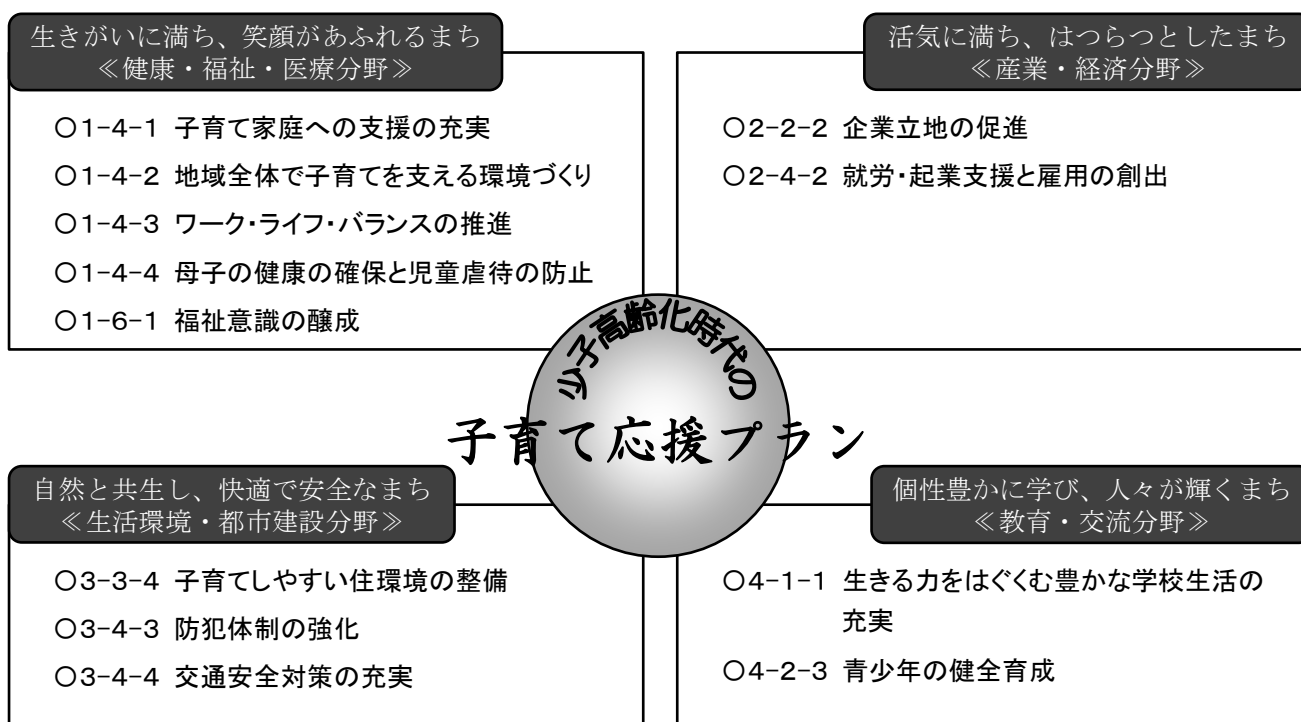 生きがいに満ち、笑顔があふれるまち
≪健康・福祉・医療分野≫
○1-4-1 子育て家庭への支援の充実
○1-4-2 地域全体で子育てを支える環境づくり
○1-4-3 ワーク・ライフ・バランスの推進
○1-4-4 母子の健康の確保と児童虐待の防止
○1-6-1 福祉意識の醸成
活気に満ち、はつらつとしたまち
≪産業・経済分野≫
○2-2-2 企業立地の促進
○2-4-2 就労・起業支援と雇用の創出
少子高齢化時代の
子育て応援プラン
自然と共生し、快適で安全なまち
≪生活環境・都市建設分野≫
○3-3-4 子育てしやすい住環境の整備
○3-4-3 防犯体制の強化
○3-4-4 交通安全対策の充実
個性豊かに学び、人々が輝くまち
≪教育・交流分野≫
○4-1-1 生きる力をはぐくむ豊かな学校生活の
充実
○4-2-3 青少年の健全育成